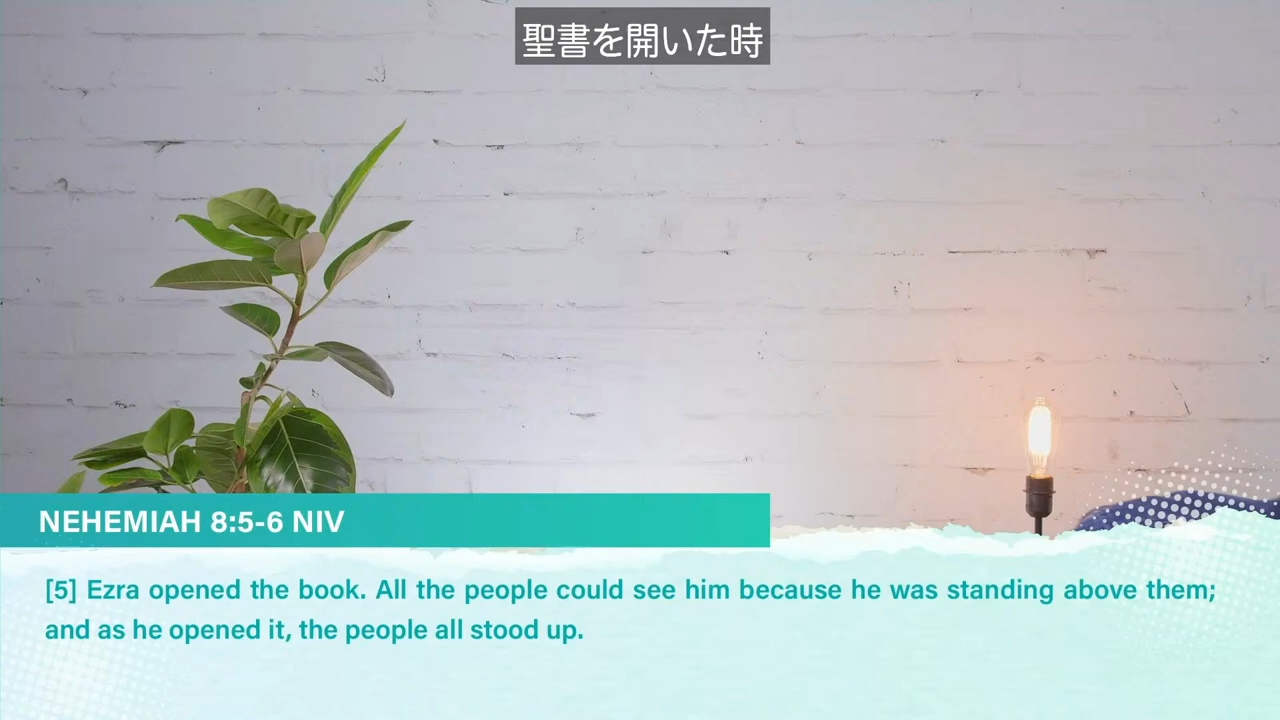 聖書を開いた時
NEHEMIAH 8:5-6 NIV
[5] Ezra opened the book. All the people could see him because he was standing above them;
and as he opened it, the people all stood up.